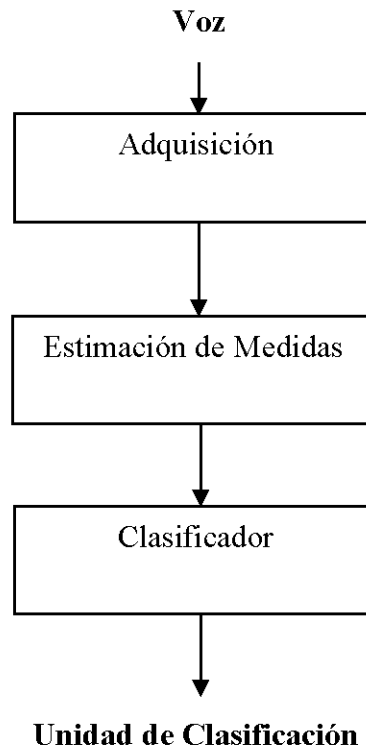 Voz
Adquisición
Estimación de Medidas
Clasificador
Unidad de Clasificación